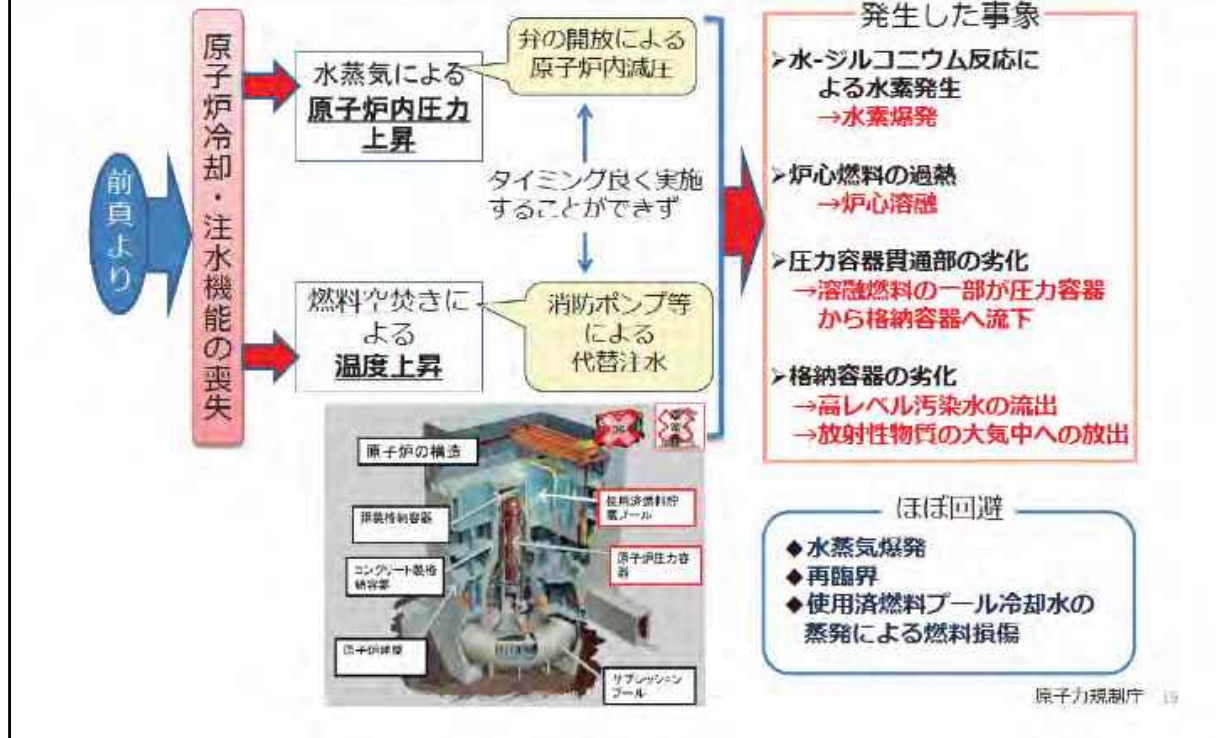 前頁より
原子炉冷却・注水機能の喪失
水蒸気による
原子炉内圧力
上昇
弁の開放による
原子炉内減圧
タイミング良く実施
することができず
燃料空焚きに
よる
温度上昇
消防ポンプ等
による
代替注水
発生した事象
➢水-ジルコニウム反応に
よる水素発生
→水素爆発
➢炉心燃料の過熱
→炉心溶融
➢圧力容器貫通部の劣化
→溶融燃料の一部が圧力容器
から格納容器へ流下
➢格納容器の劣化
→高レベル汚染水の流出
→放射性物質の大気中への放出
原子炉の構造
使用済燃料貯
蔵プール
鋼製格納容器
原子炉圧力容
器
コンクリート製格
納容器
原子炉建屋
サプレッション
プール
ほぼ回避
◆水蒸気爆発
◆再臨界
◆使用済燃料プール冷却水の
蒸発による燃料損傷
原子力規制庁 19